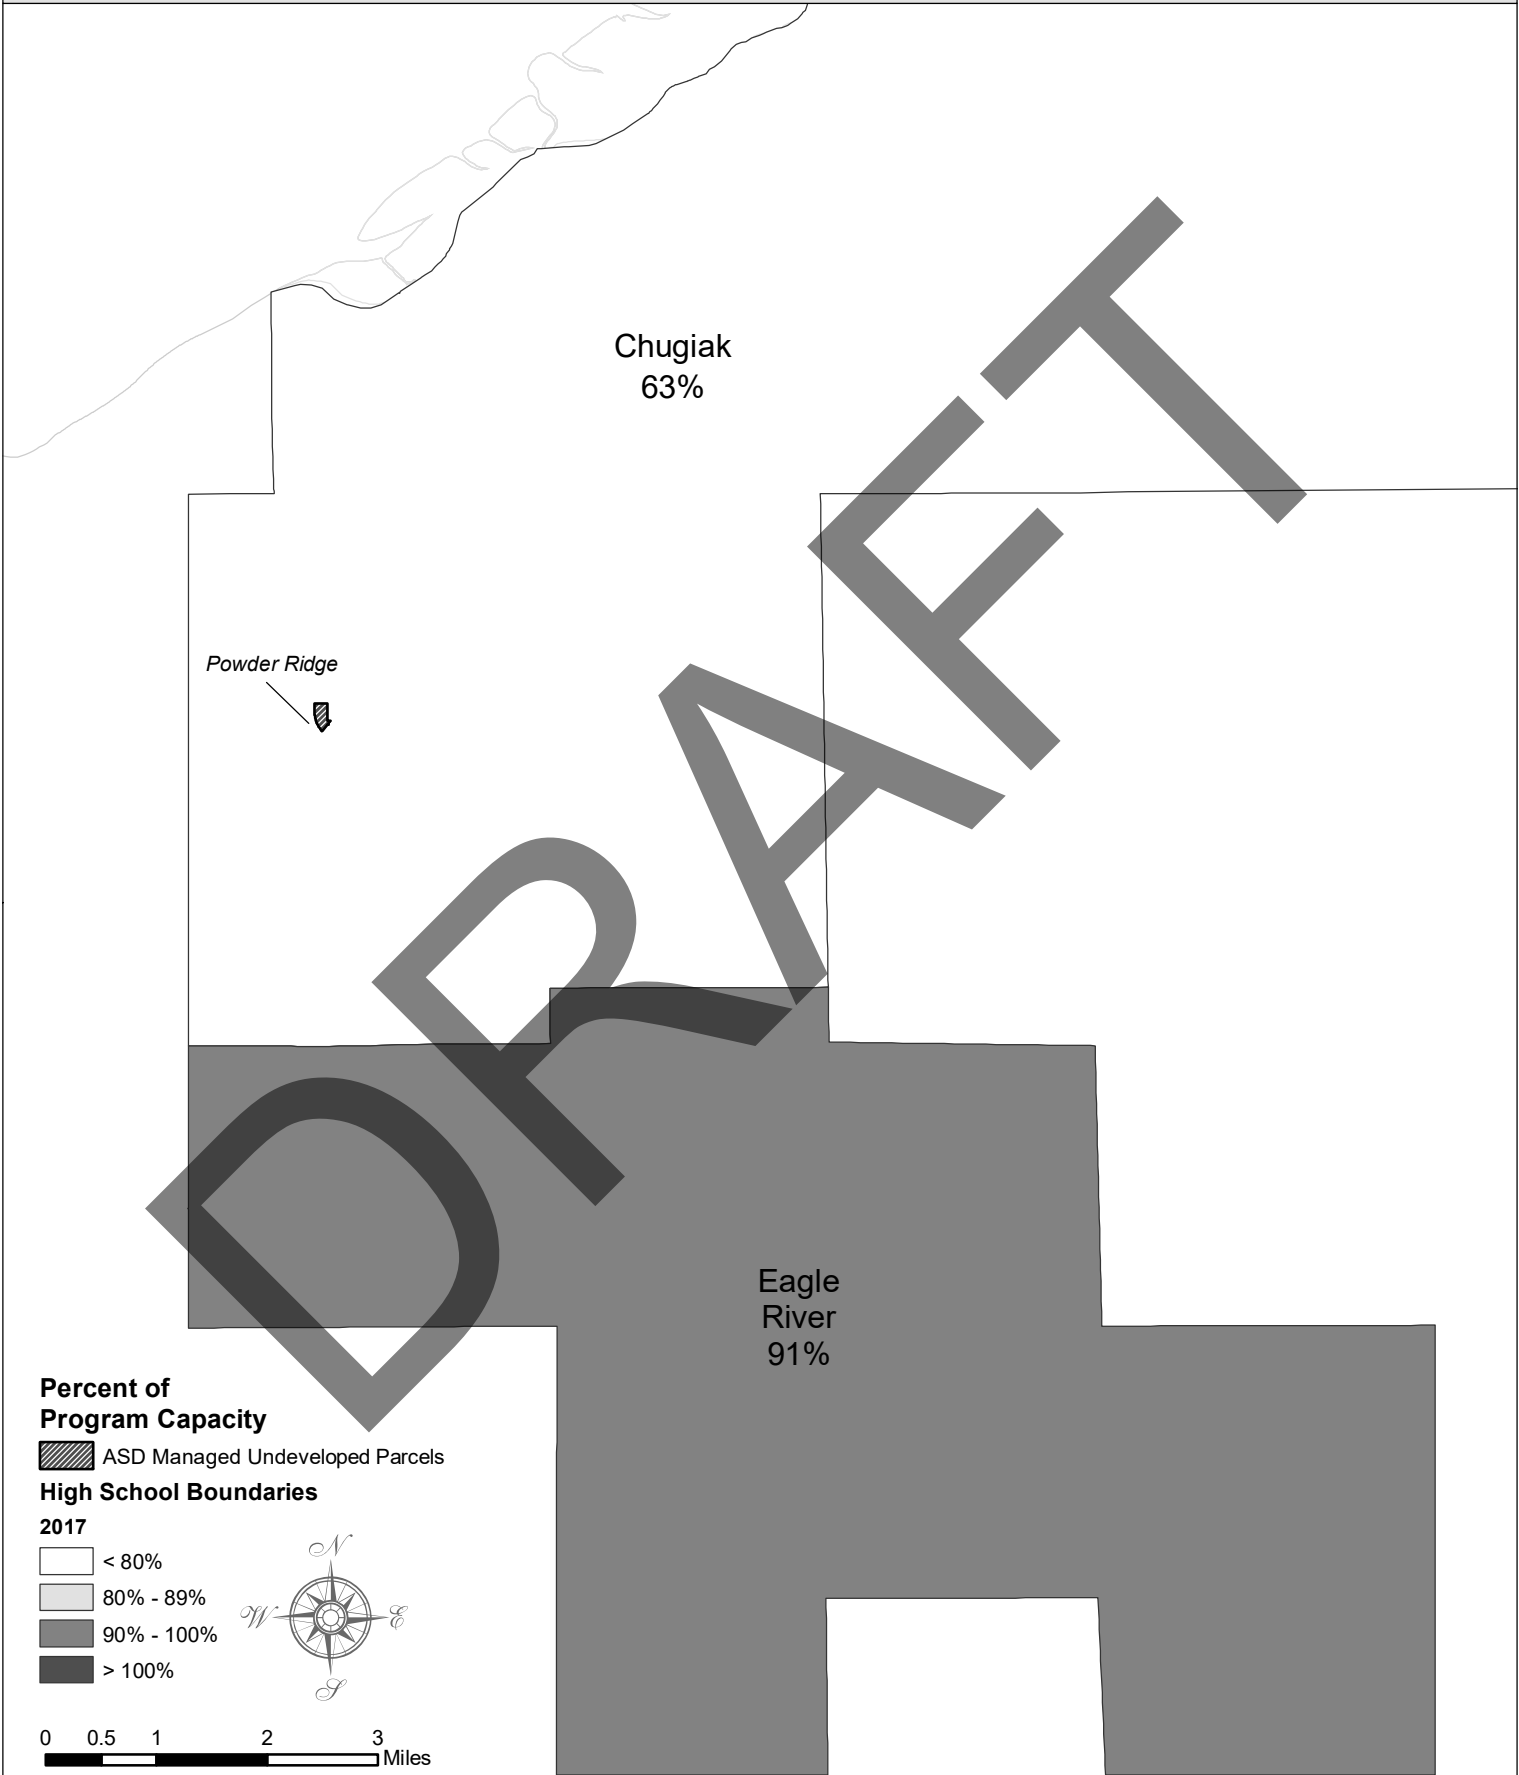 Chugiak
63%
Powder Ridge
DRAFT
Eagle
River
91%
Percent of
Program Capacity
ASD Managed Undeveloped Parcels
High School Boundaries
2017
< 80%
80% - 89%
90% - 100%
> 100%
N
W
E
S
0 0.5 1 2 3
Miles